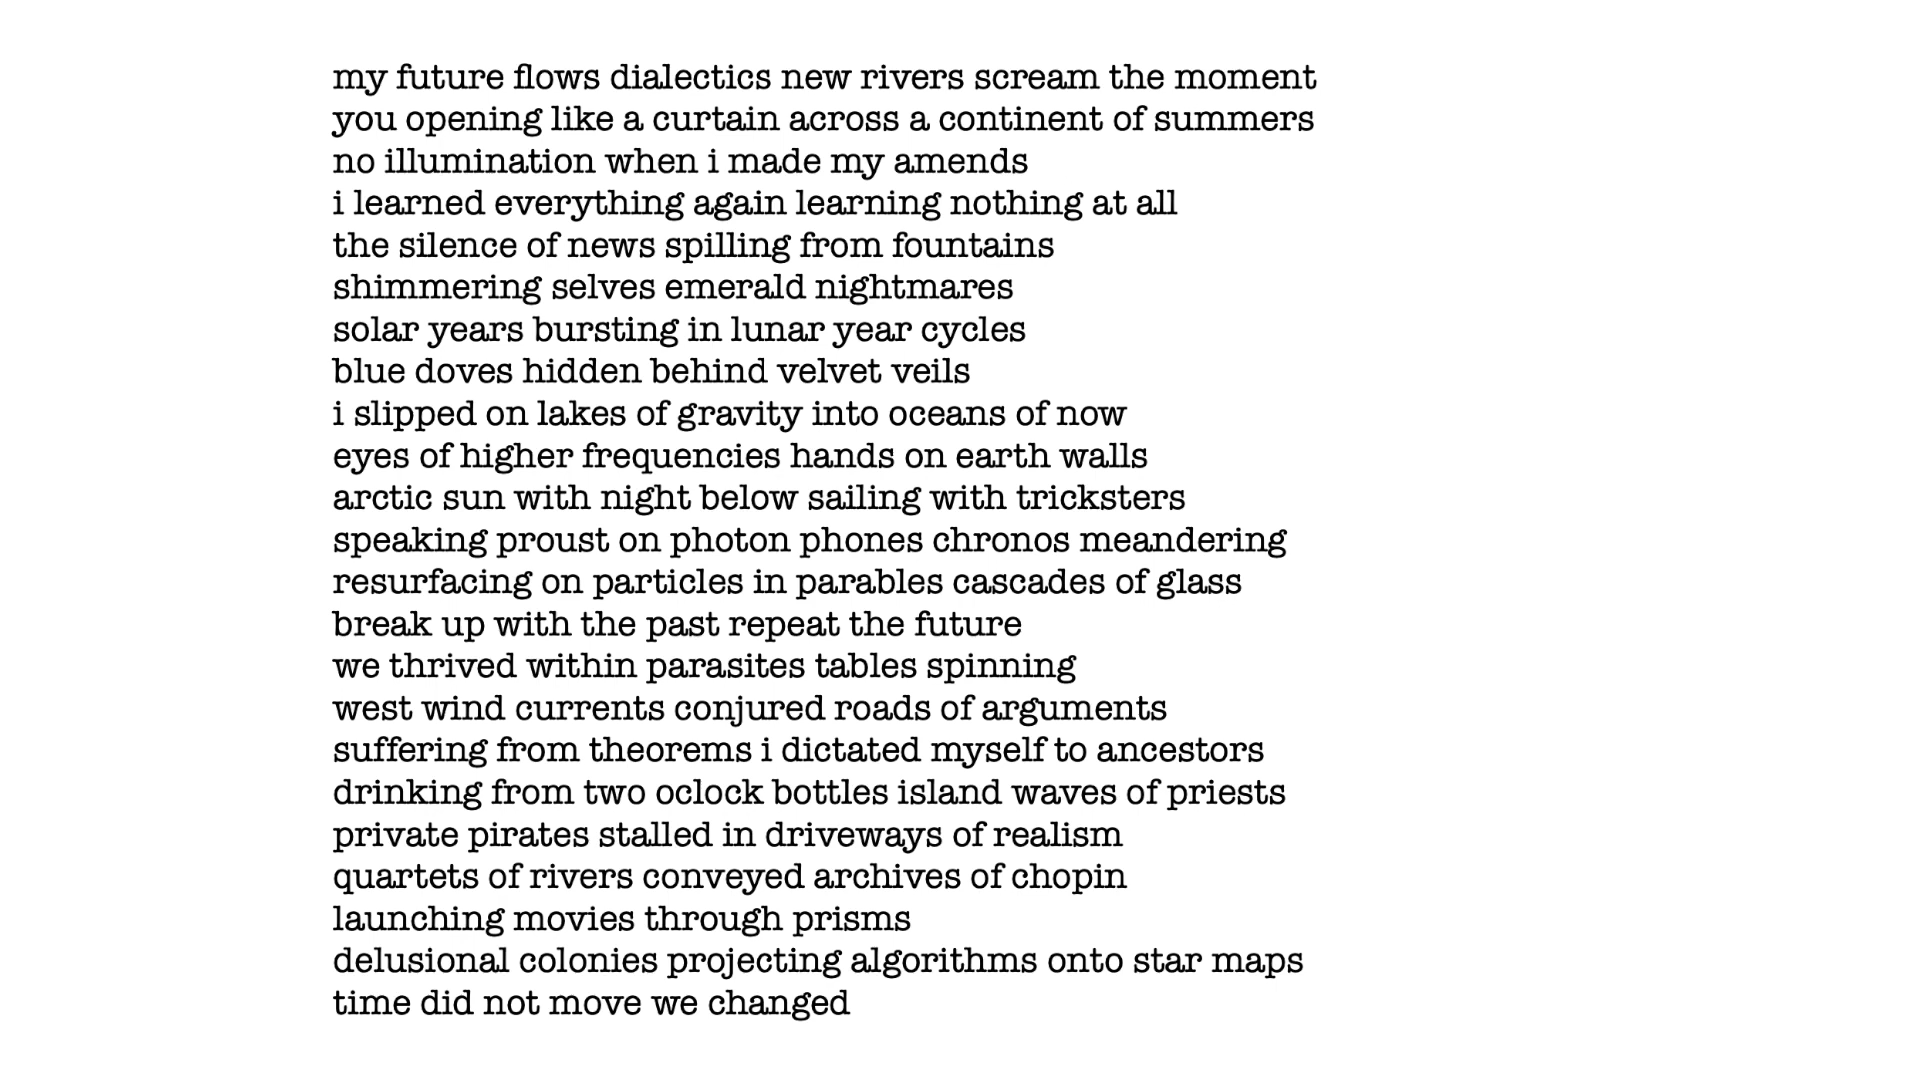 my future flows dialectics new rivers scream the moment
you opening like a curtain across a continent of summers
no illumination when i made my amends
i learned everything again learning nothing at all
the silence of news spilling from fountains
shimmering selves emerald nightmares
solar years bursting in lunar year cycles
blue doves hidden behind velvet veils
i slipped on lakes of gravity into oceans of now
eyes of higher frequencies hands on earth walls
arctic sun with night below sailing with tricksters
speaking proust on photon phones chronos meandering
resurfacing on particles in parables cascades of glass
break up with the past repeat the future
we thrived within parasites tables spinning
west wind currents conjured roads of arguments
suffering from theorems i dictated myself to ancestors
drinking from two oclock bottles island waves of priests
private pirates stalled in driveways of realism
quartets of rivers conveyed archives of chopin
launching movies through prisms
delusional colonies projecting algorithms onto star maps
time did not move we changed